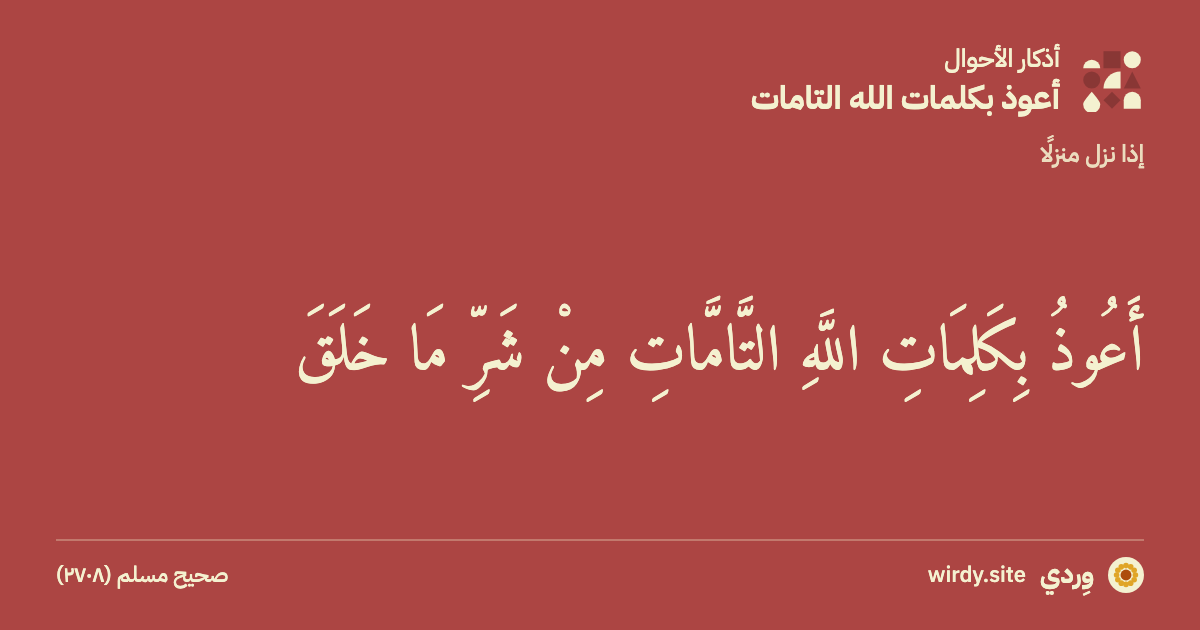 أذكار الأحوال
أعوذ بكلمات الله التامات
إذا نزل منزلًا
أَعُوذُ بِكَلِمَاتِ اللَّهِ التَّامَّاتِ مِنْ شَرِّ مَا خَلَقَ
وِردي wirdy.site
صحيح مسلم (٢٧٠٨)